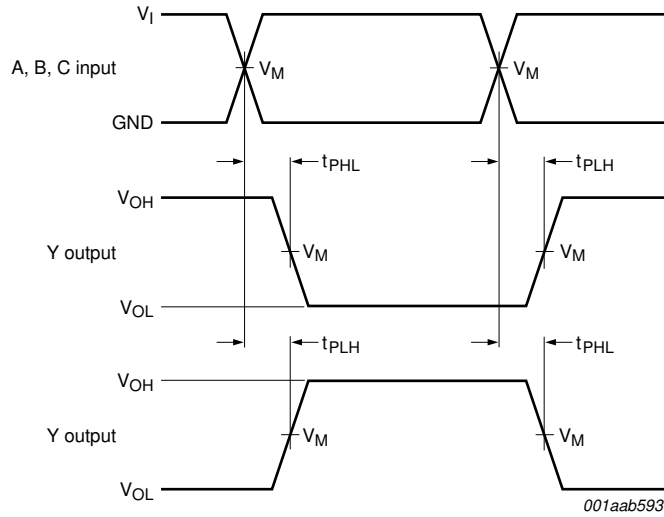 VI
A, B, C input
VM
VM
GND
tPHL
tPLH
VOH
Y output
VM
VM
VOL
tPLH
tPHL
VOH
Y output
VM
VM
VOL
001aab593